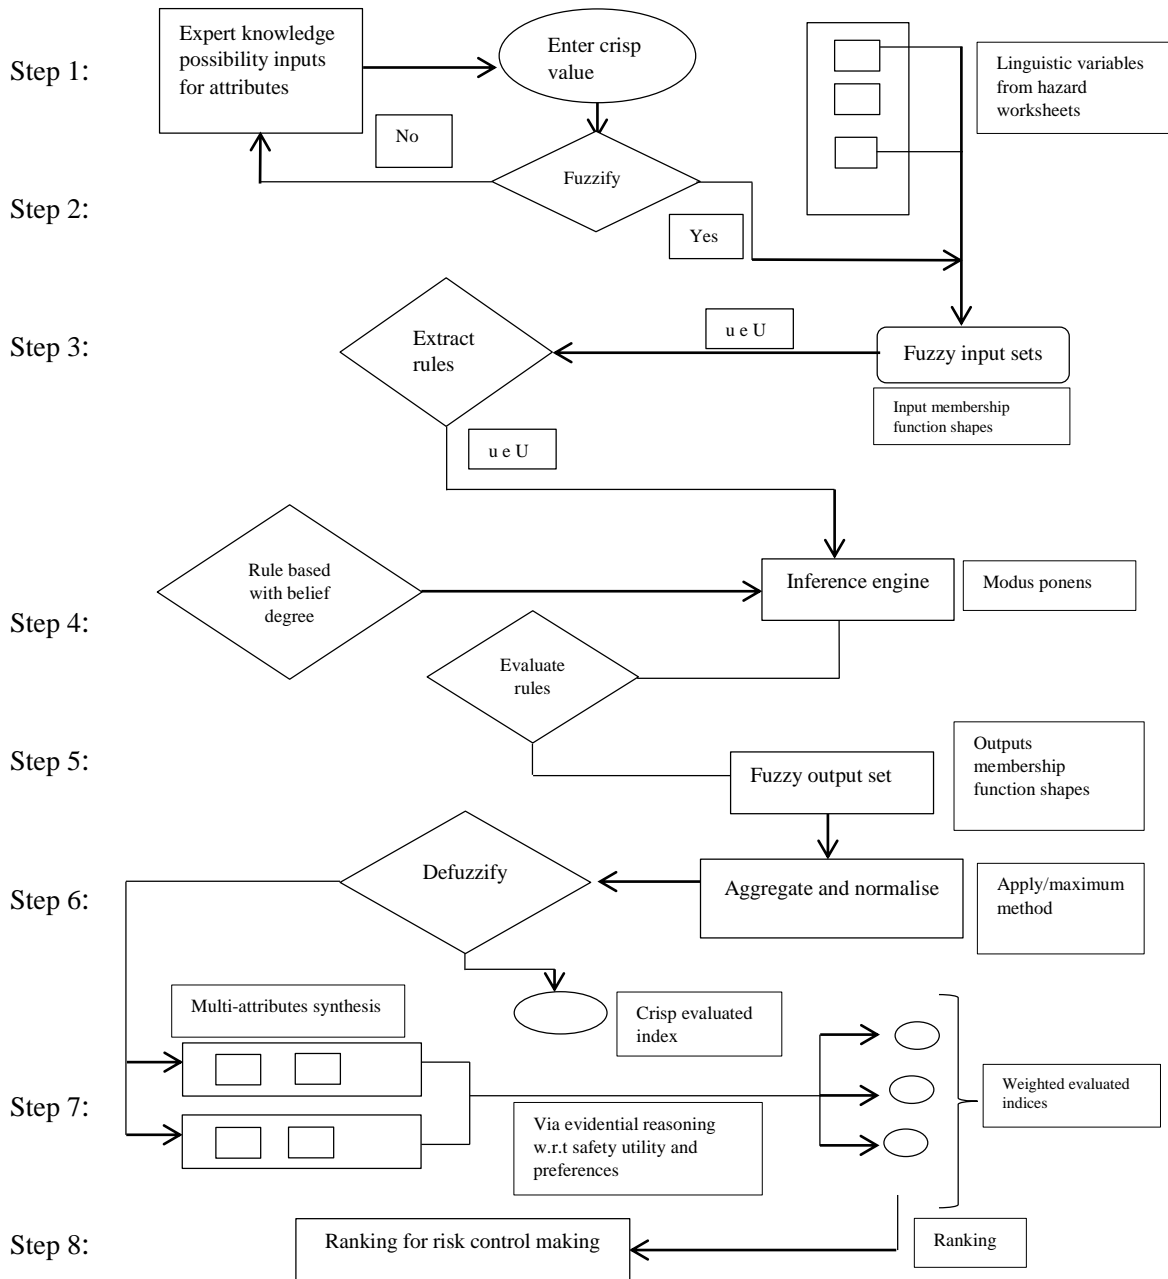 Step 1:
Expert knowledge
possibility inputs
for attributes
Enter crisp
value
Linguistic variables
from hazard
worksheets
No
Fuzzify
Step 2:
Yes
Step 3:
Extract
rules
u e U
Fuzzy input sets
Input membership
function shapes
u e U
Step 4:
Rule based
with belief
degree
Inference engine
Modus ponens
Evaluate
rules
Step 5:
Fuzzy output set
Outputs
membership
function shapes
Step 6:
Defuzzify
Aggregate and normalise
Apply/maximum
method
Multi-attributes synthesis
Crisp evaluated
index
Step 7:
Via evidential reasoning
w.r.t safety utility and
preferences
Weighted evaluated
indices
Step 8:
Ranking for risk control making
Ranking